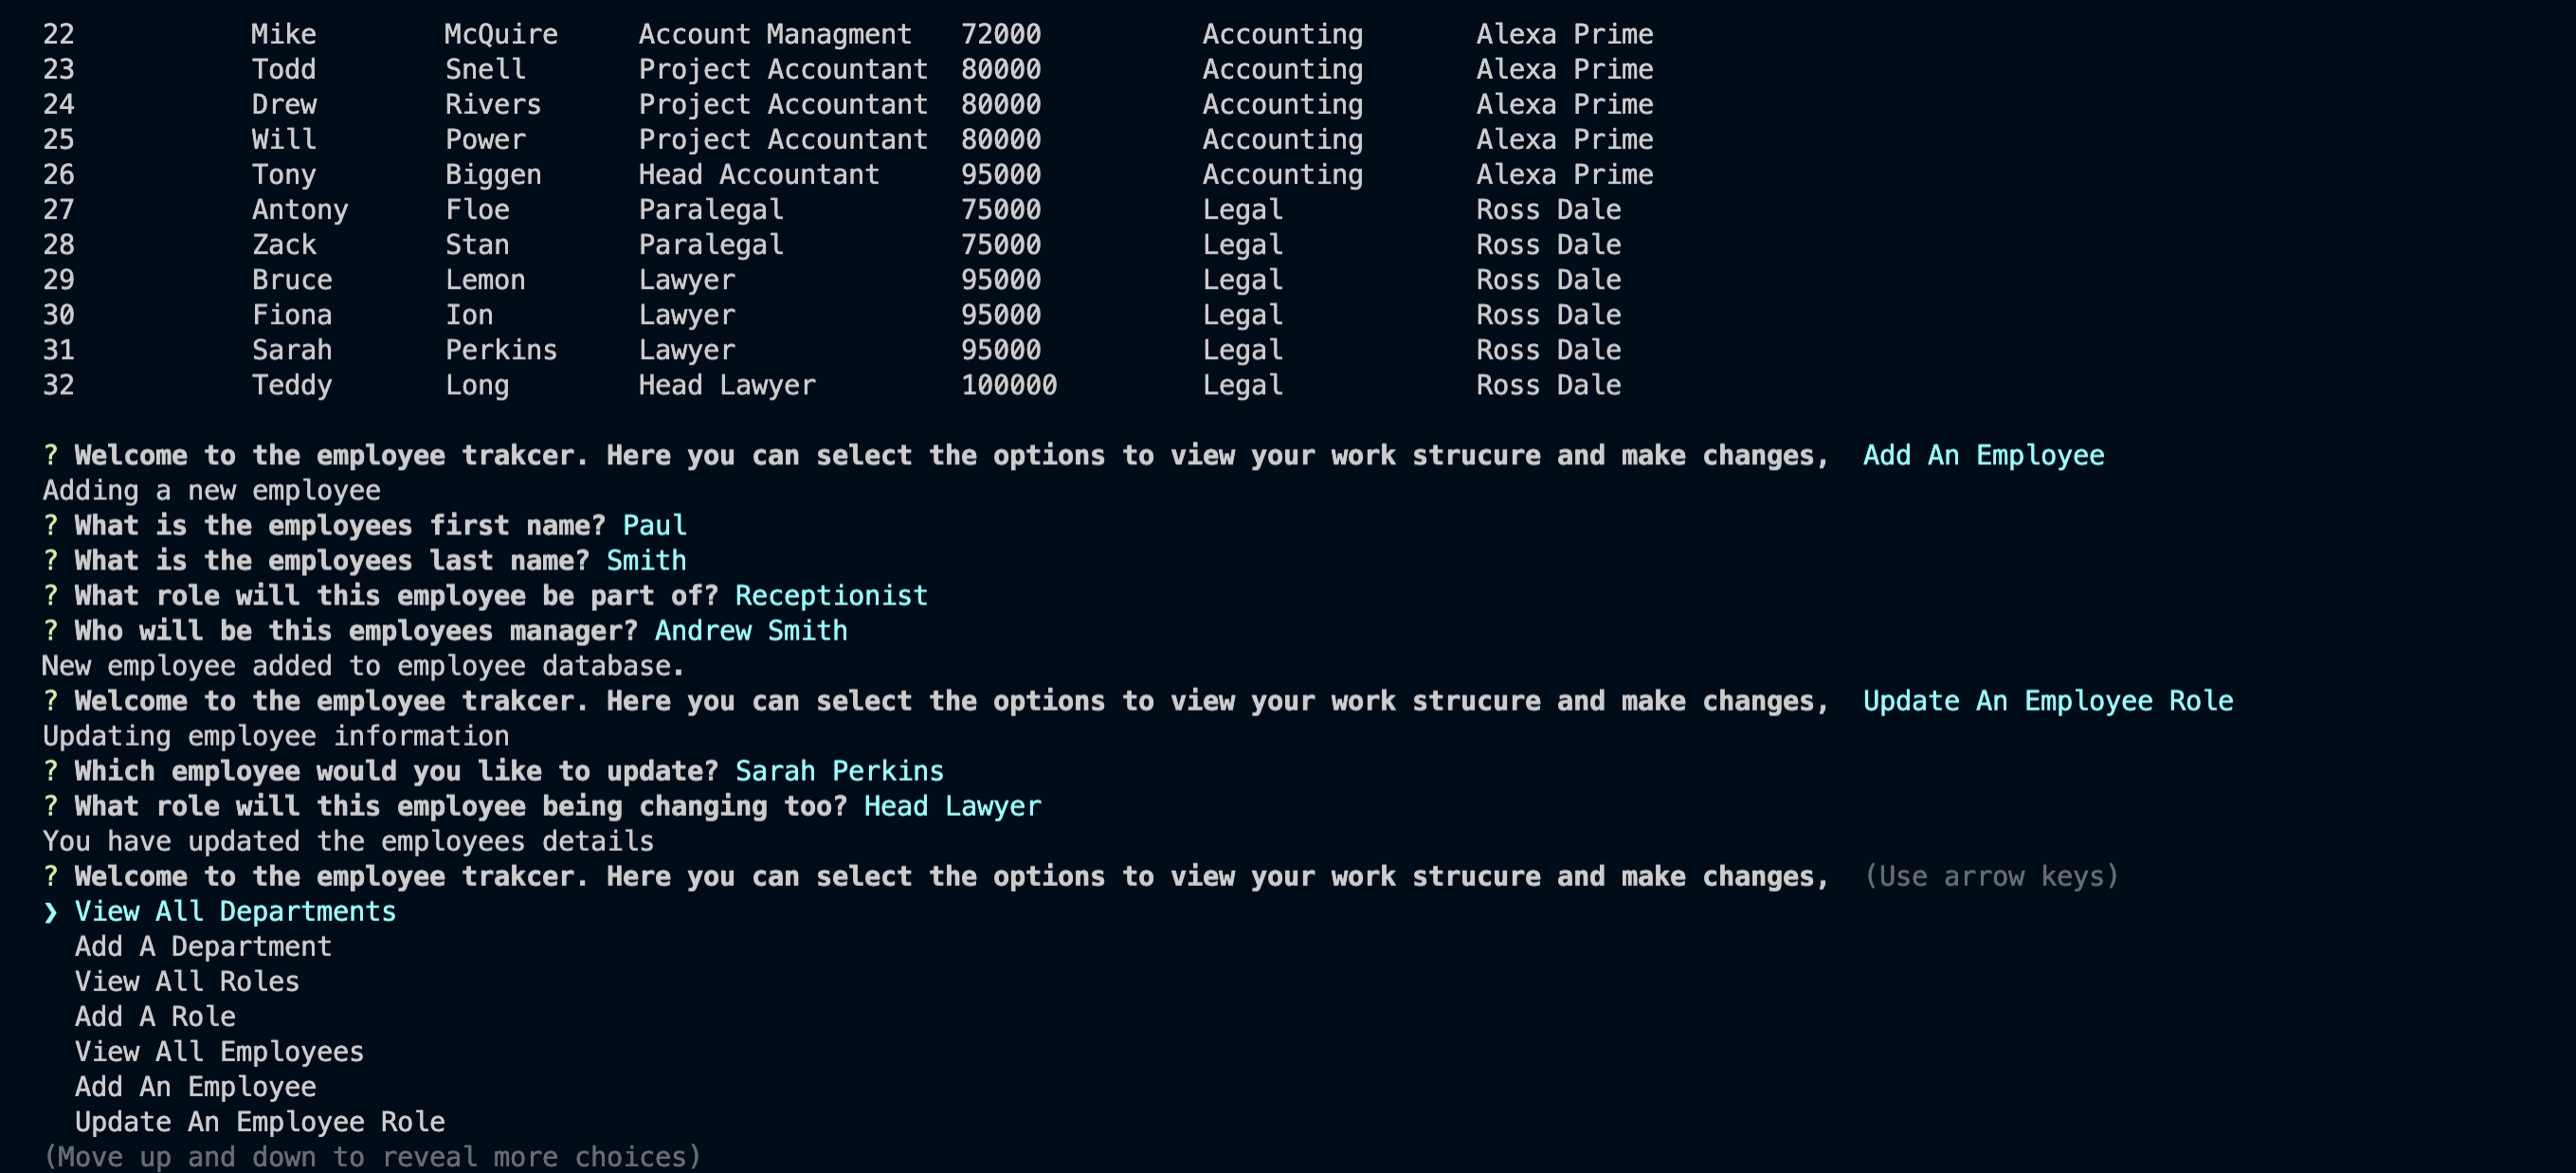 22 Mike McQuire Account Managment 72000 Accounting Alexa Prime
23 Todd Snell Project Accountant 80000 Accounting Alexa Prime
24 Drew Rivers Project Accountant 80000 Accounting Alexa Prime
25 Will Power Project Accountant 80000 Accounting Alexa Prime
26 Tony Biggen Head Accountant 95000 Accounting Alexa Prime
27 Antony Floe Paralegal 75000 Legal Ross Dale
28 Zack Stan Paralegal 75000 Legal Ross Dale
29 Bruce Lemon Lawyer 95000 Legal Ross Dale
30 Fiona Ion Lawyer 95000 Legal Ross Dale
31 Sarah Perkins Lawyer 95000 Legal Ross Dale
32 Teddy Long Head Lawyer 100000 Legal Ross Dale
? Welcome to the employee trakcer. Here you can select the options to view your work strucure and make changes, Add An Employee
Adding a new employee
? What is the employees first name? Paul
? What is the employees last name? Smith
? What role will this employee be part of? Receptionist
? Who will be this employees manager? Andrew Smith
New employee added to employee database.
? Welcome to the employee trakcer. Here you can select the options to view your work strucure and make changes, Update An Employee Role
Updating employee information
? Which employee would you like to update? Sarah Perkins
? What role will this employee being changing too? Head Lawyer
You have updated the employees details
? Welcome to the employee trakcer. Here you can select the options to view your work strucure and make changes, (Use arrow keys)
❯ View All Departments
Add A Department
View All Roles
Add A Role
View All Employees
Add An Employee
Update An Employee Role
(Move up and down to reveal more choices)